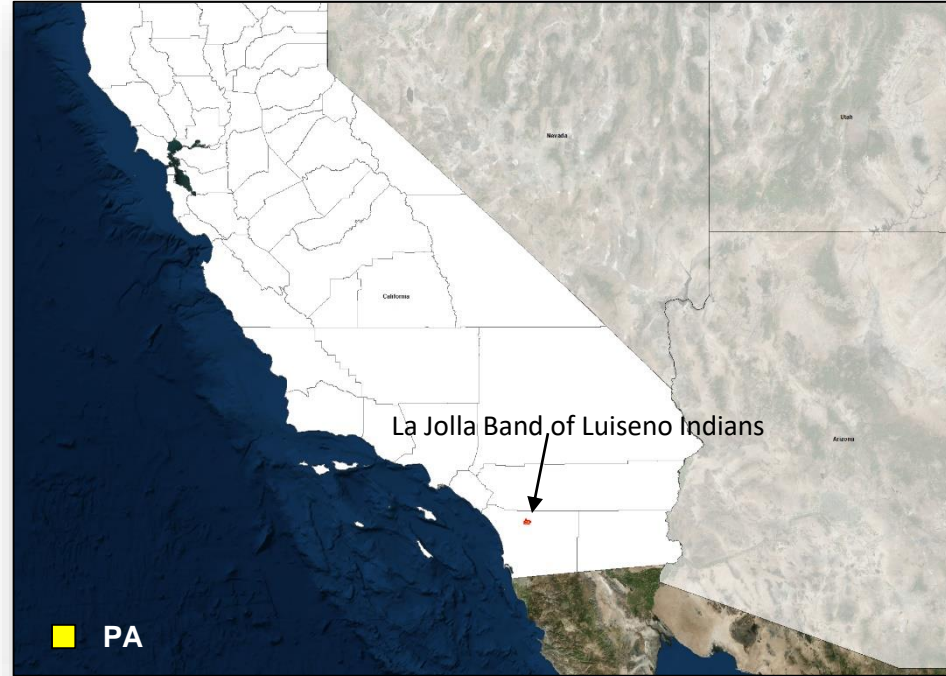 Nevada
Utah
California
La Jolla Band of Luiseno Indians
Arizona
PA